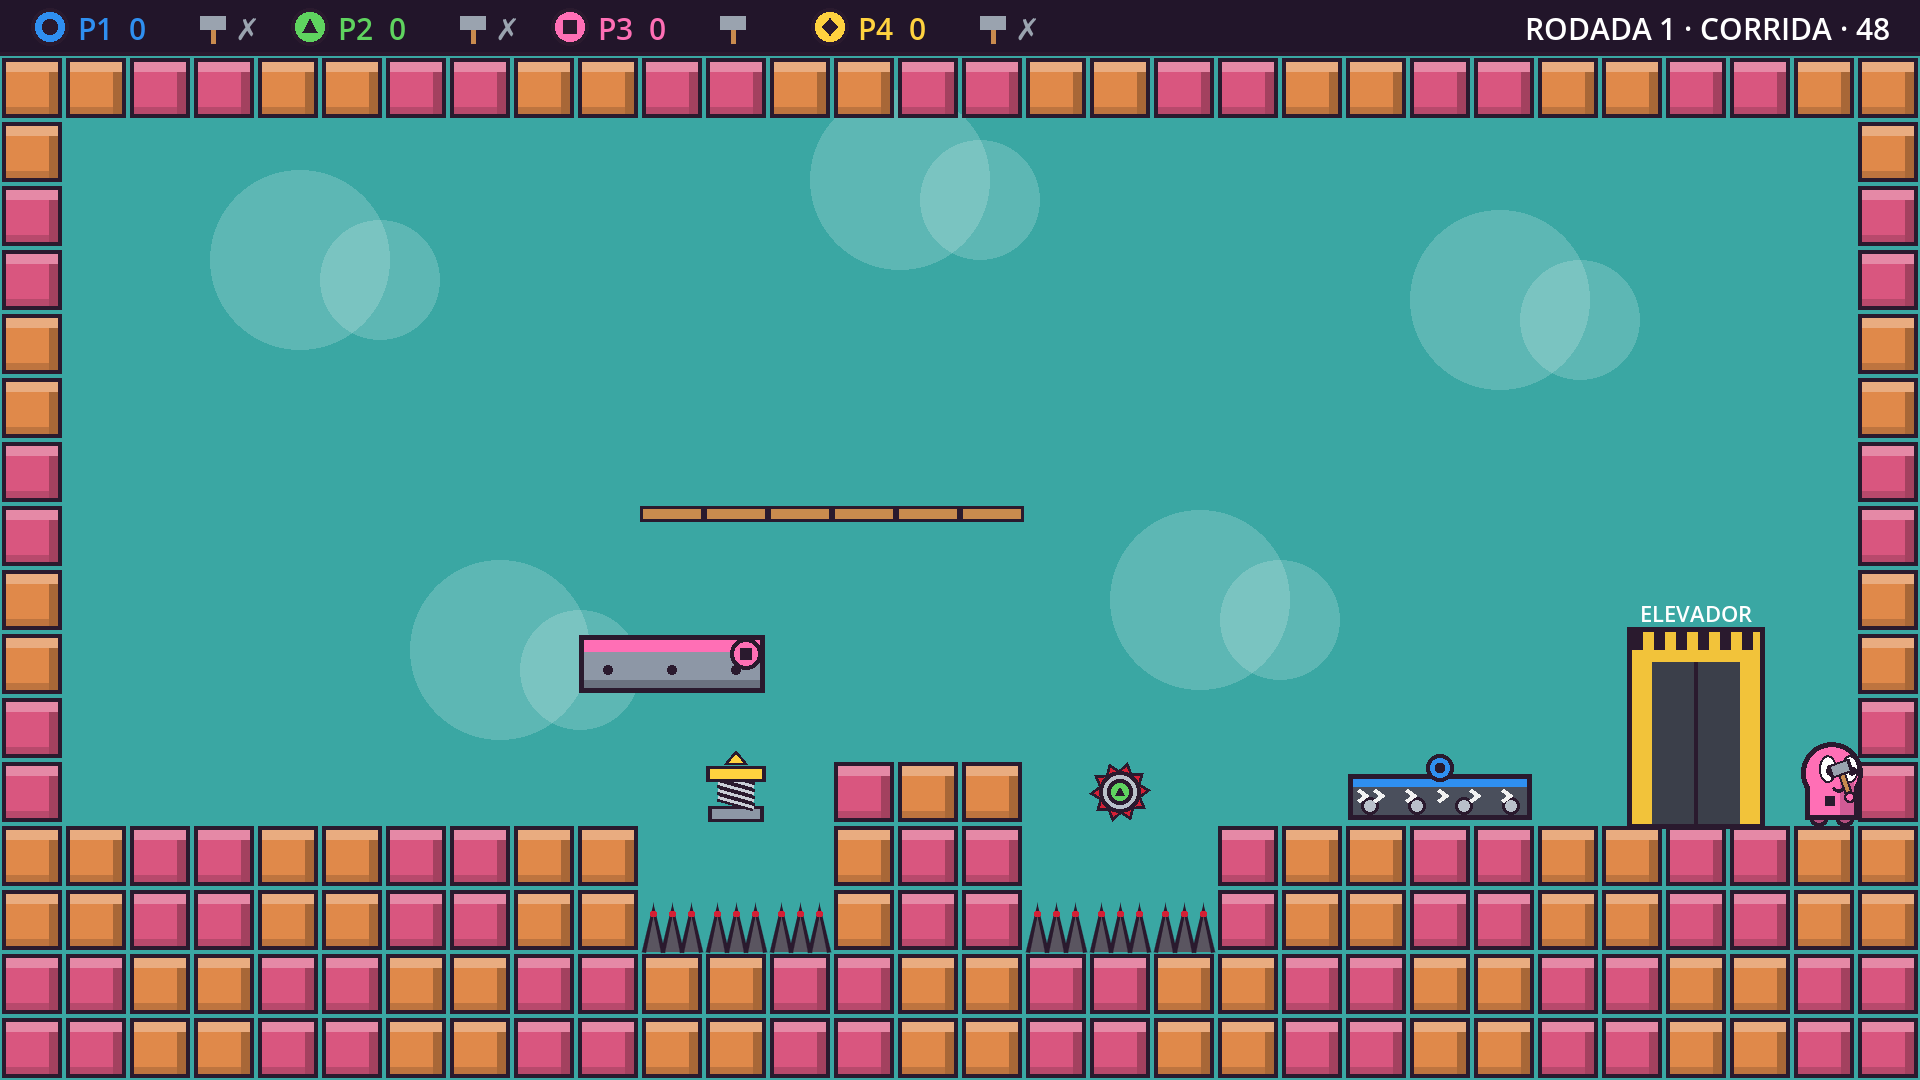 P1 0 ✗ P2 0 ✗ P3 0 P4 0 ✗ RODADA 1 · CORRIDA · 48
ELEVADOR